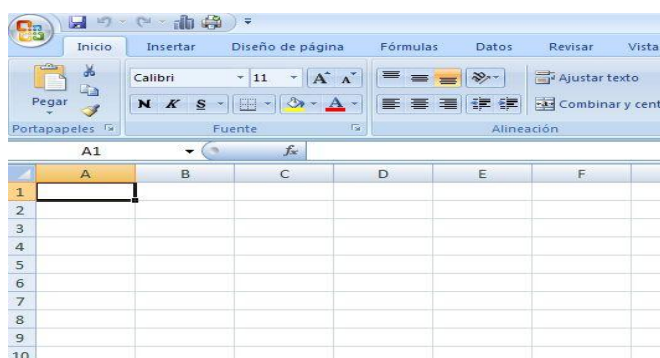 Inicio Insertar Diseño de página Fórmulas Datos Revisar Vista
Calibri 11 A A Ajustar texto
Pegar N K S A Combinar y cent
Portapapeles Fuente Alineación
A1 fx
A B C D E F
1
2
3
4
5
6
7
8
9
10